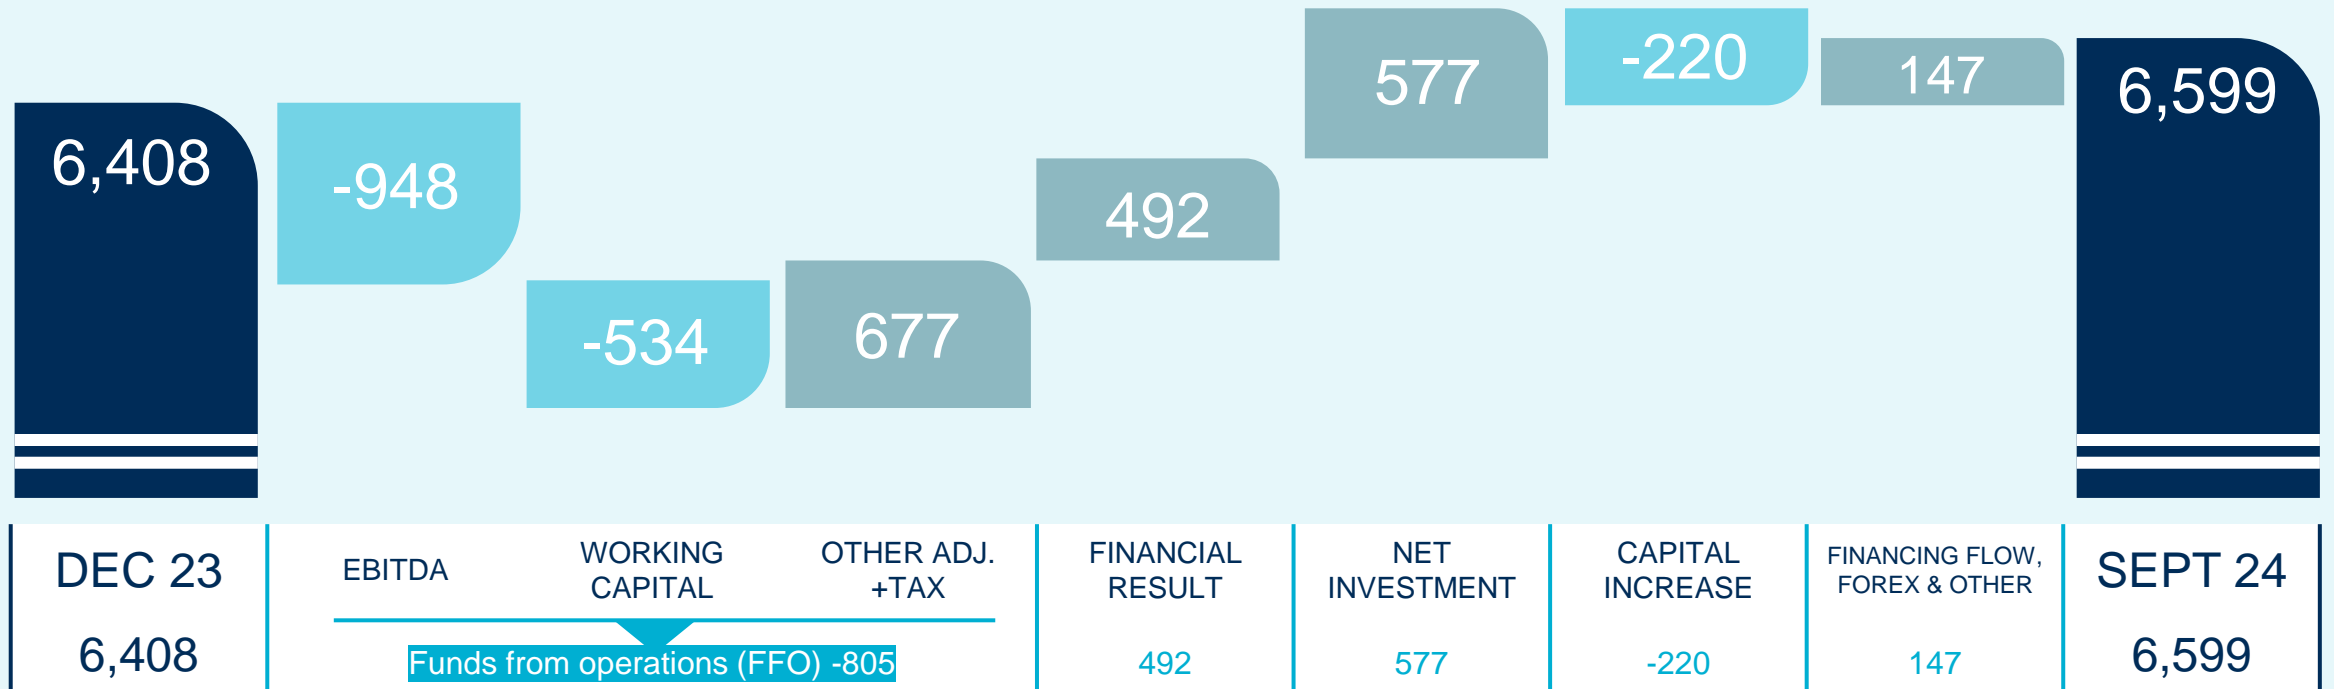 6,408
-948
-534
677
492
577
-220
147
6,599
DEC 23
EBITDA
WORKING
CAPITAL
OTHER ADJ.
+TAX
FINANCIAL
RESULT
NET
INVESTMENT
CAPITAL
INCREASE
FINANCING FLOW,
FOREX & OTHER
SEPT 24
6,408
Funds from operations (FFO) -805
492
577
-220
147
6,599